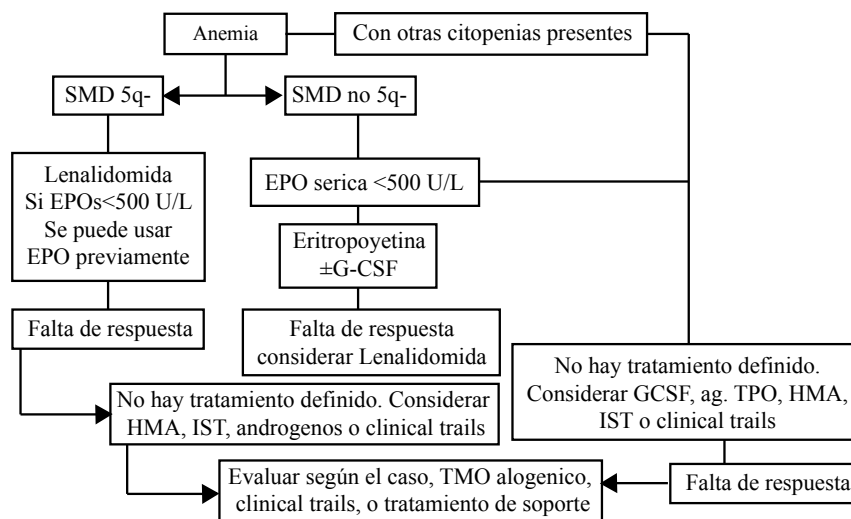 Anemia
Con otras citopenias presentes
SMD 5q-
SMD no 5q-
Lenalidomida
Si EPOs<500 U/L
Se puede usar
EPO previamente
EPO serica <500 U/L
Eritropoyetina
±G-CSF
Falta de respuesta
Falta de respuesta
considerar Lenalidomida
No hay tratamiento definido.
Considerar GCSF, ag. TPO, HMA,
IST o clinical trails
No hay tratamiento definido. Considerar
HMA, IST, androgenos o clinical trails
Evaluar según el caso, TMO alogenico,
clinical trails, o tratamiento de soporte
Falta de respuesta